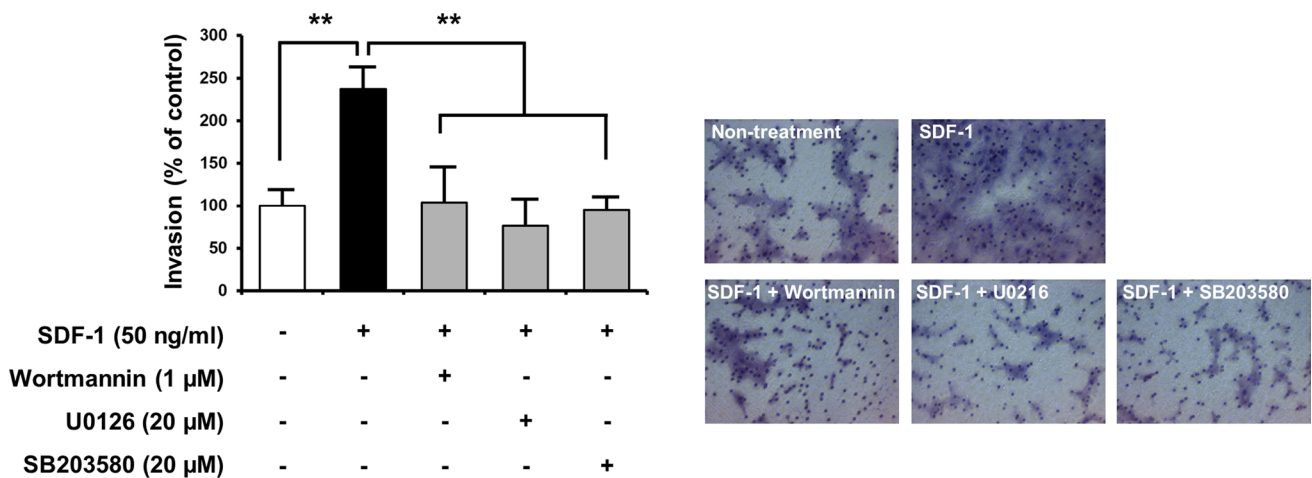 ** **
300
250
200
150
100
50
0
Invasion (% of control)
SDF-1 (50 ng/ml) - + + + +
Wortmannin (1 µM) - - + - -
U0126 (20 µM) - - - + -
SB203580 (20 µM) - - - - +
Non-treatment
SDF-1
SDF-1 + Wortmannin
SDF-1 + U0216
SDF-1 + SB203580